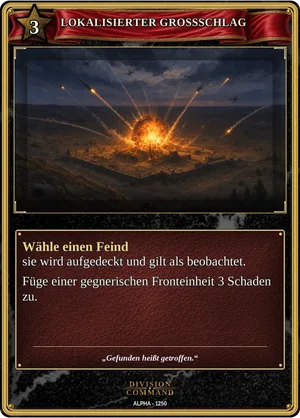 3
LOKALISIERTER GROSSSCHLAG
Wähle einen Feind
sie wird aufgedeckt und gilt als beobachtet.
Füge einer gegnerischen Fronteinheit 3 Schaden
zu.
„Gefunden heißt getroffen.“
DIVISION
COMMAND
ALPHA - 1250